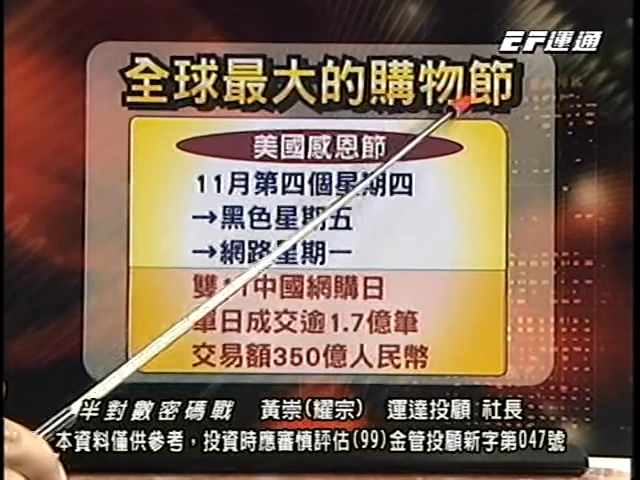 EF運通
全球最大的購物節
美國感恩節
11月第四個星期四
→黑色星期五
→網路星期一
雙11中國網購日
單日成交逾1.7億筆
交易額350億人民幣
半對數密碼戰 黃崇(耀宗) 運達投顧 社長
本資料僅供參考，投資時應審慎評估(99)金管投顧新字第047號